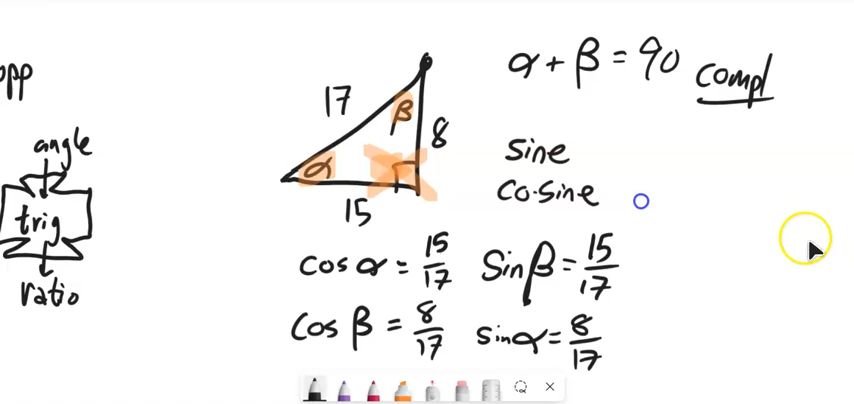 opp
angle
trig
ratio
17
β
8
α
15
α + β = 90 compl
sine
co·sine
cos α = 15/17
sin β = 15/17
cos β = 8/17
sin α = 8/17